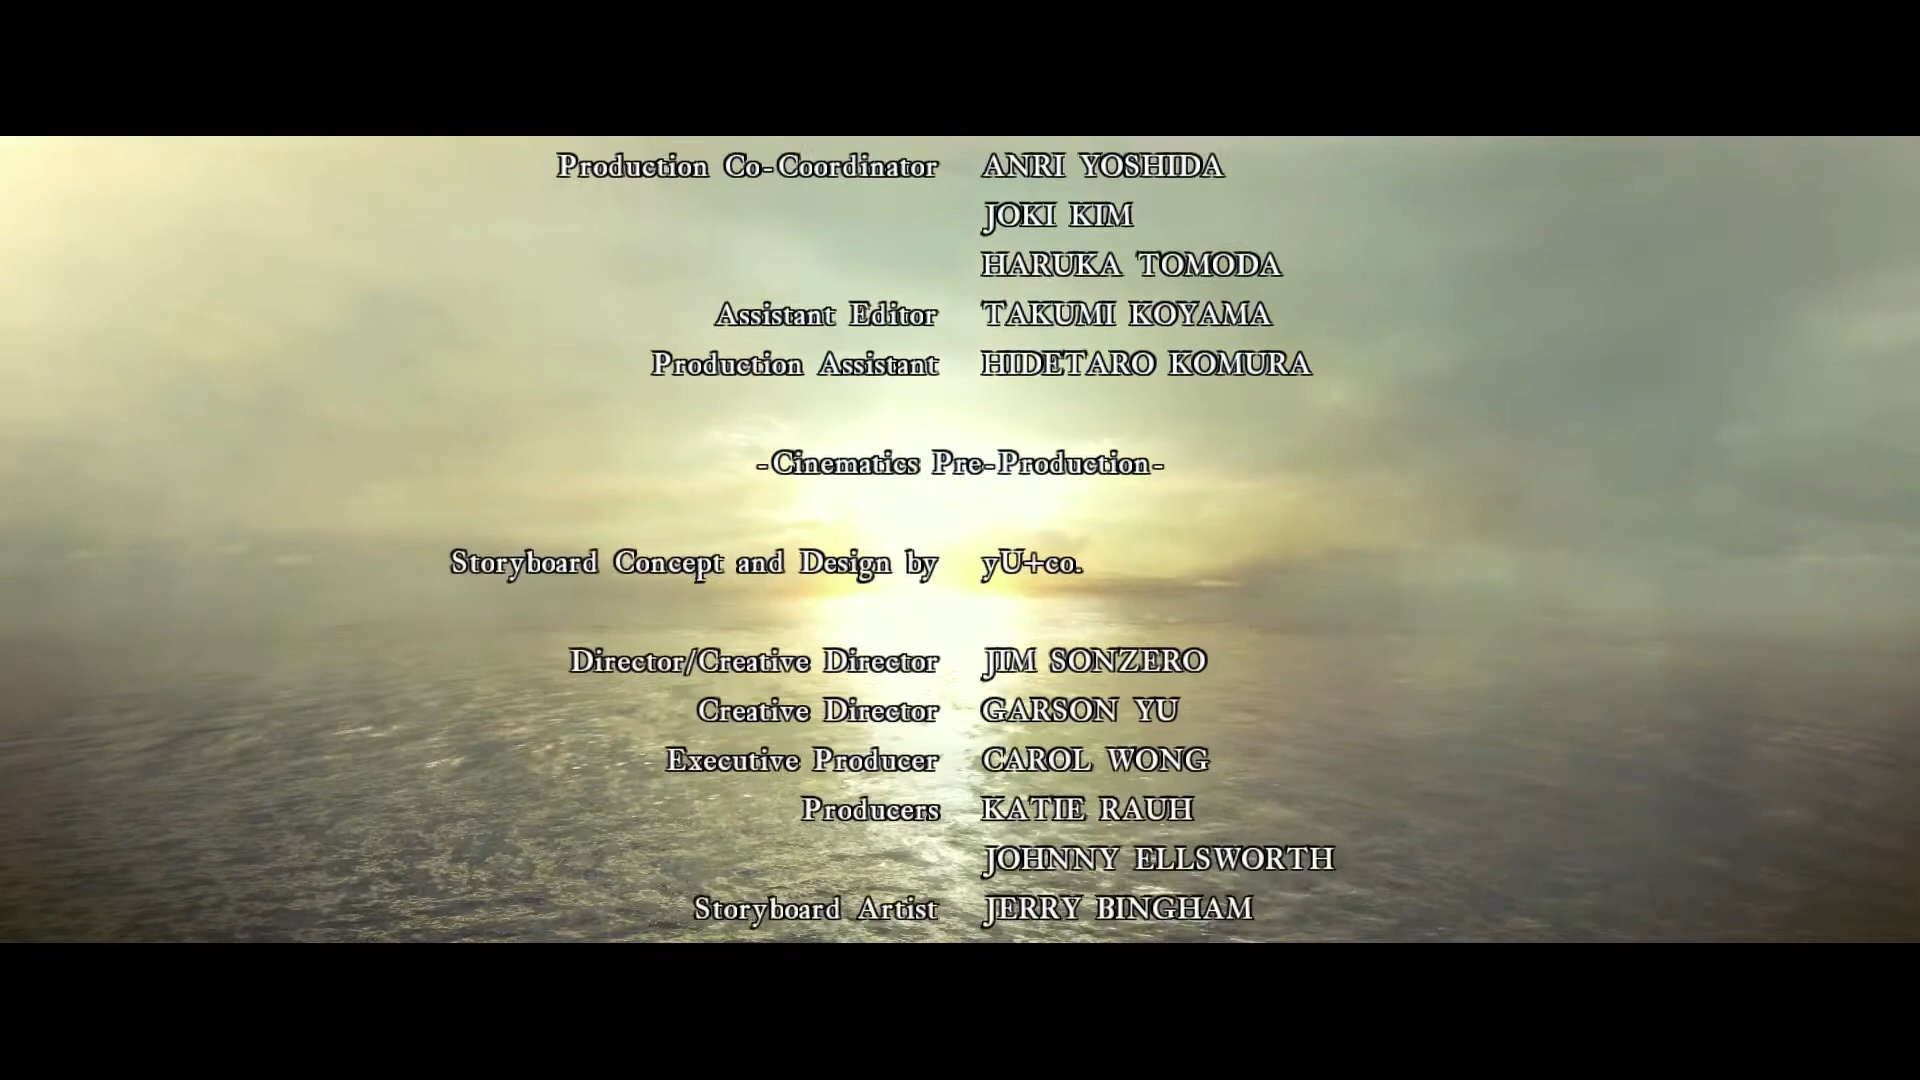 Production Co-Coordinator ANRI YOSHIDA
JOKI KIM
HARUKA TOMODA
Assistant Editor TAKUMI KOYAMA
Production Assistant HIDETARO KOMURA
-Cinematics Pre-Production-
Storyboard Concept and Design by yU+co.
Director/Creative Director JIM SONZERO
Creative Director GARSON YU
Executive Producer CAROL WONG
Producers KATIE RAUH
JOHNNY ELLSWORTH
Storyboard Artist JERRY BINGHAM